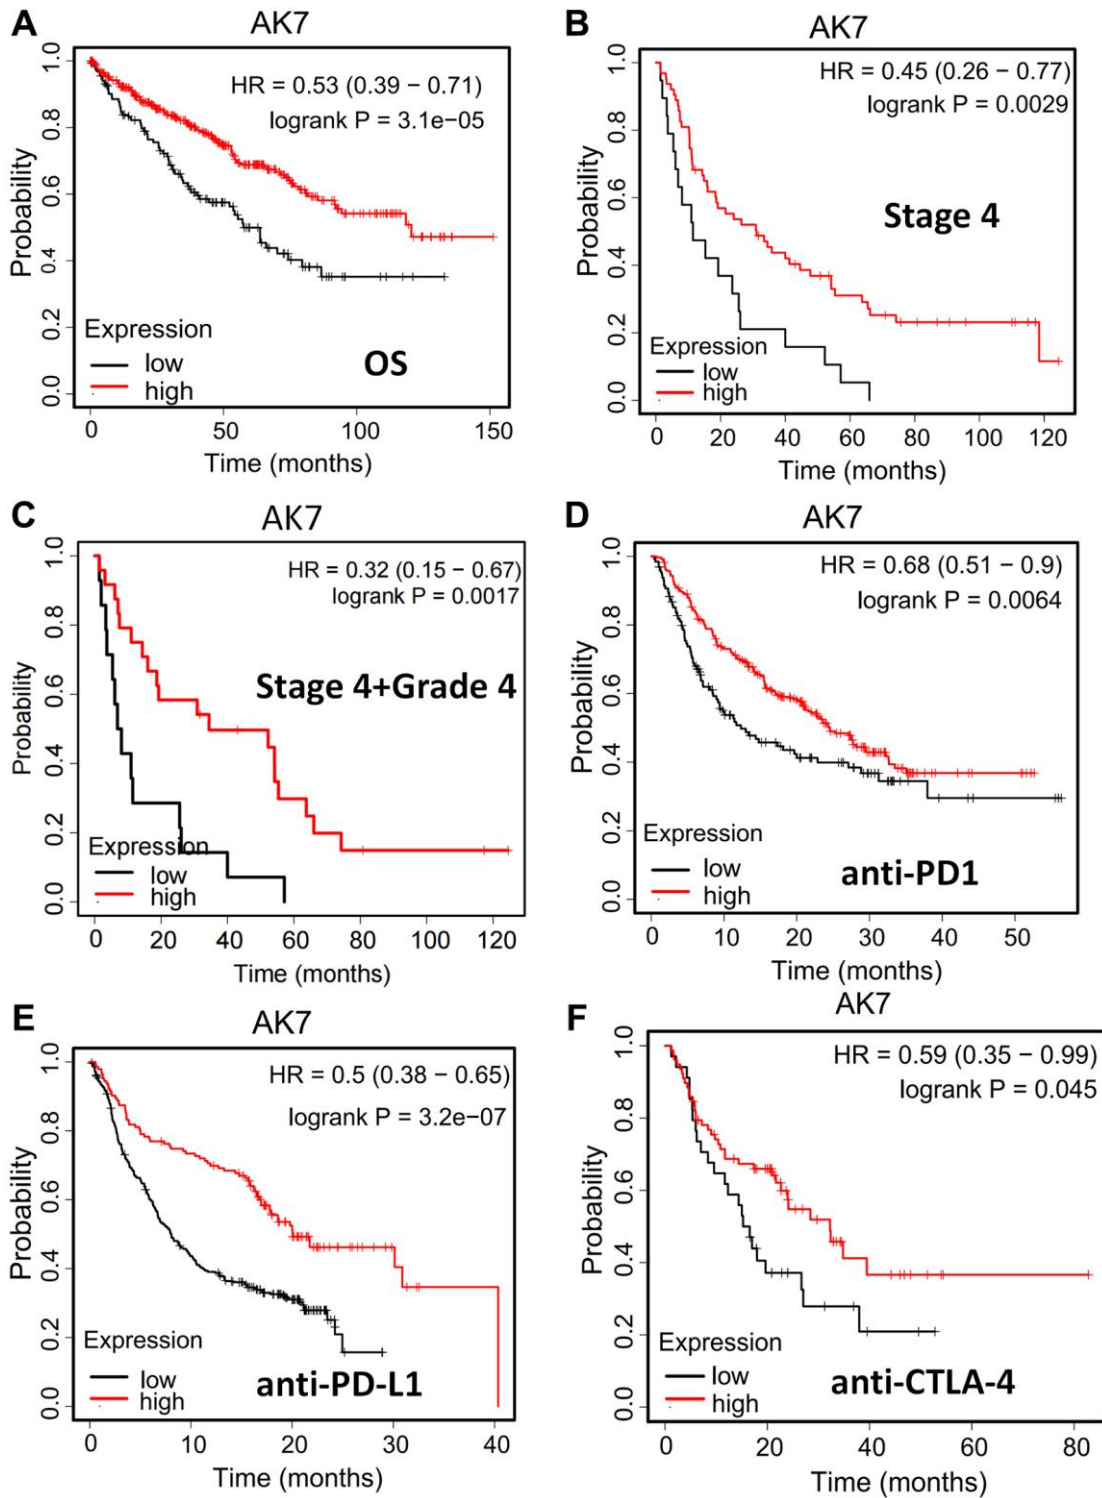 A
AK7
HR = 0.53 (0.39 − 0.71)
logrank P = 3.1e−05
Probability
1.0
0.8
0.6
0.4
0.2
0.0
Expression
low
high
OS
0 50 100 150
Time (months)
B
AK7
HR = 0.45 (0.26 − 0.77)
logrank P = 0.0029
Probability
1.0
0.8
0.6
0.4
0.2
0.0
Stage 4
Expression
low
high
0 20 40 60 80 100 120
Time (months)
C
AK7
HR = 0.32 (0.15 − 0.67)
logrank P = 0.0017
Probability
1.0
0.8
0.6
0.4
0.2
0.0
Stage 4+Grade 4
Expression
low
high
0 20 40 60 80 100 120
Time (months)
D
AK7
HR = 0.68 (0.51 − 0.9)
logrank P = 0.0064
Probability
1.0
0.8
0.6
0.4
0.2
0.0
Expression
low
high
anti-PD1
0 10 20 30 40 50
Time (months)
E
AK7
HR = 0.5 (0.38 − 0.65)
logrank P = 3.2e−07
Probability
1.0
0.8
0.6
0.4
0.2
0.0
Expression
low
high
anti-PD-L1
0 10 20 30 40
Time (months)
F
AK7
HR = 0.59 (0.35 − 0.99)
logrank P = 0.045
Probability
1.0
0.8
0.6
0.4
0.2
0.0
Expression
low
high
anti-CTLA-4
0 20 40 60 80
Time (months)